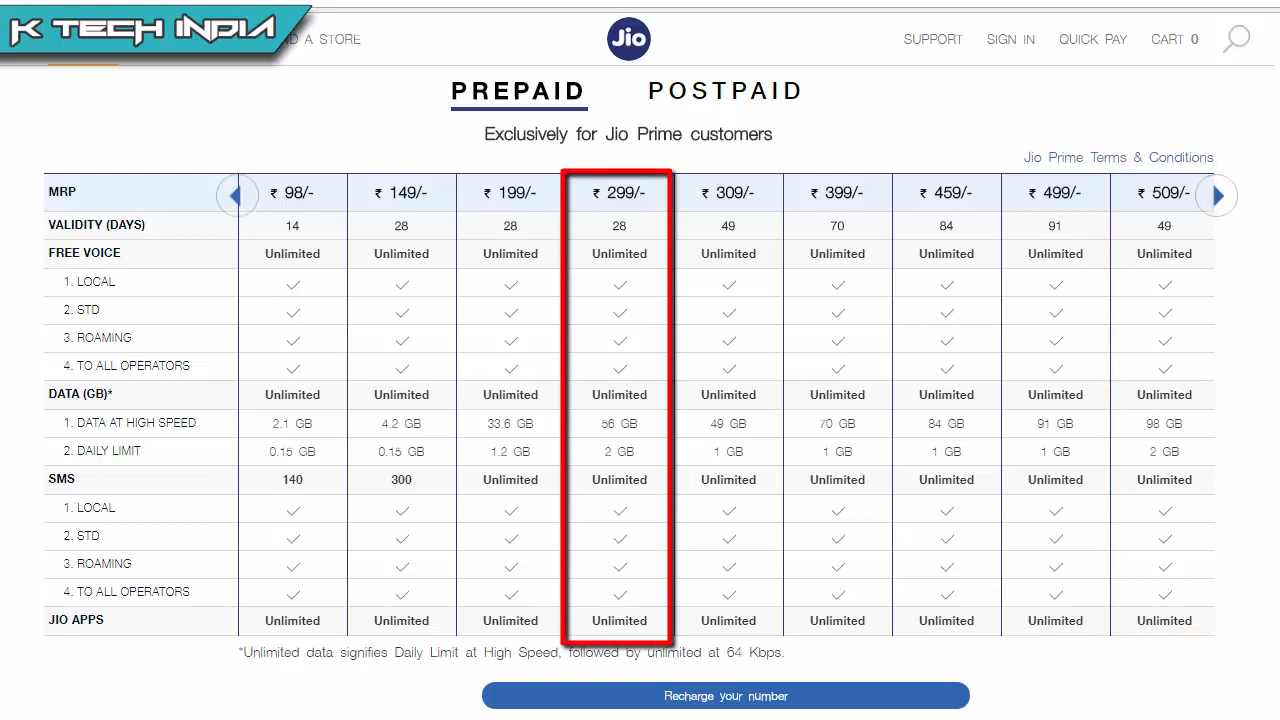 K TECH INDIA
ND A STORE
Jio
SUPPORT SIGN IN QUICK PAY CART 0
PREPAID POSTPAID
Exclusively for Jio Prime customers
Jio Prime Terms & Conditions
MRP ₹ 98/- ₹ 149/- ₹ 199/- ₹ 299/- ₹ 309/- ₹ 399/- ₹ 459/- ₹ 499/- ₹ 509/-
VALIDITY (DAYS) 14 28 28 28 49 70 84 91 49
FREE VOICE Unlimited Unlimited Unlimited Unlimited Unlimited Unlimited Unlimited Unlimited Unlimited
1. LOCAL
2. STD
3. ROAMING
4. TO ALL OPERATORS
DATA (GB)* Unlimited Unlimited Unlimited Unlimited Unlimited Unlimited Unlimited Unlimited Unlimited
1. DATA AT HIGH SPEED 2.1 GB 4.2 GB 33.6 GB 56 GB 49 GB 70 GB 84 GB 91 GB 98 GB
2. DAILY LIMIT 0.15 GB 0.15 GB 1.2 GB 2 GB 1 GB 1 GB 1 GB 1 GB 2 GB
SMS 140 300 Unlimited Unlimited Unlimited Unlimited Unlimited Unlimited Unlimited
1. LOCAL
2. STD
3. ROAMING
4. TO ALL OPERATORS
JIO APPS Unlimited Unlimited Unlimited Unlimited Unlimited Unlimited Unlimited Unlimited Unlimited
*Unlimited data signifies Daily Limit at High Speed, followed by unlimited at 64 Kbps.
Recharge your number